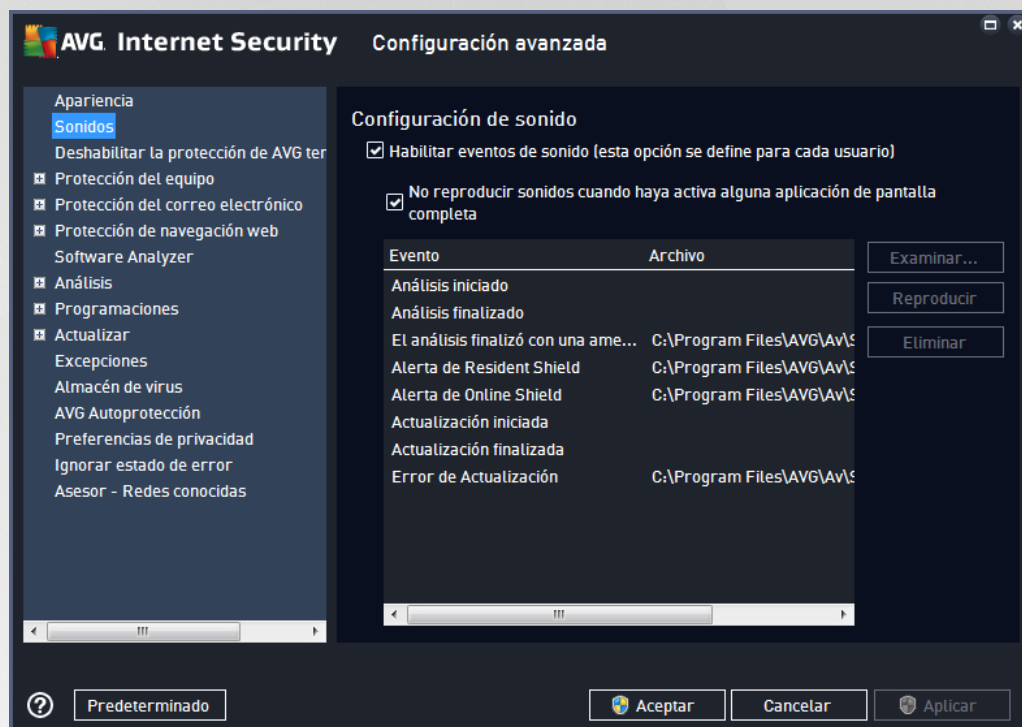 AVG. Internet Security
Configuración avanzada
Apariencia
Sonidos
Deshabilitar la protección de AVG ter
Protección del equipo
Protección del correo electrónico
Protección de navegación web
Software Analyzer
Análisis
Programaciones
Actualizar
Excepciones
Almacén de virus
AVG Autoprotección
Preferencias de privacidad
Ignorar estado de error
Asesor - Redes conocidas
Configuración de sonido
Habilitar eventos de sonido (esta opción se define para cada usuario)
No reproducir sonidos cuando haya activa alguna aplicación de pantalla
completa
Evento Archivo
Análisis iniciado
Análisis finalizado
El análisis finalizó con una ame... C:\Program Files\AVG\Av\S
Alerta de Resident Shield C:\Program Files\AVG\Av\S
Alerta de Online Shield C:\Program Files\AVG\Av\S
Actualización iniciada
Actualización finalizada
Error de Actualización C:\Program Files\AVG\Av\S
Examinar...
Reproducir
Eliminar
Predeterminado
Aceptar
Cancelar
Aplicar